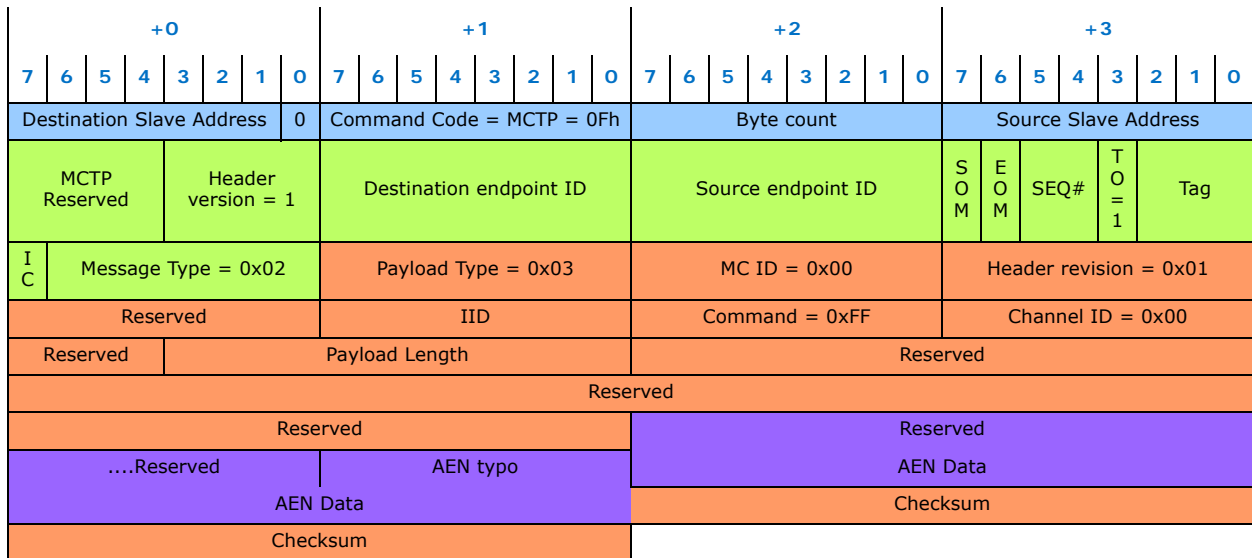 +0 +1 +2 +3
7 6 5 4 3 2 1 0 7 6 5 4 3 2 1 0 7 6 5 4 3 2 1 0 7 6 5 4 3 2 1 0
Destination Slave Address 0 Command Code = MCTP = 0Fh Byte count Source Slave Address
MCTP
Reserved
Header
version = 1
Destination endpoint ID
Source endpoint ID
S
O
M
E
O
M
SEQ#
T
O
=
1
Tag
I
C
Message Type = 0x02
Payload Type = 0x03
MC ID = 0x00
Header revision = 0x01
Reserved IID Command = 0xFF Channel ID = 0x00
Reserved Payload Length Reserved
Reserved
Reserved Reserved
....Reserved AEN typo AEN Data
AEN Data Checksum
Checksum